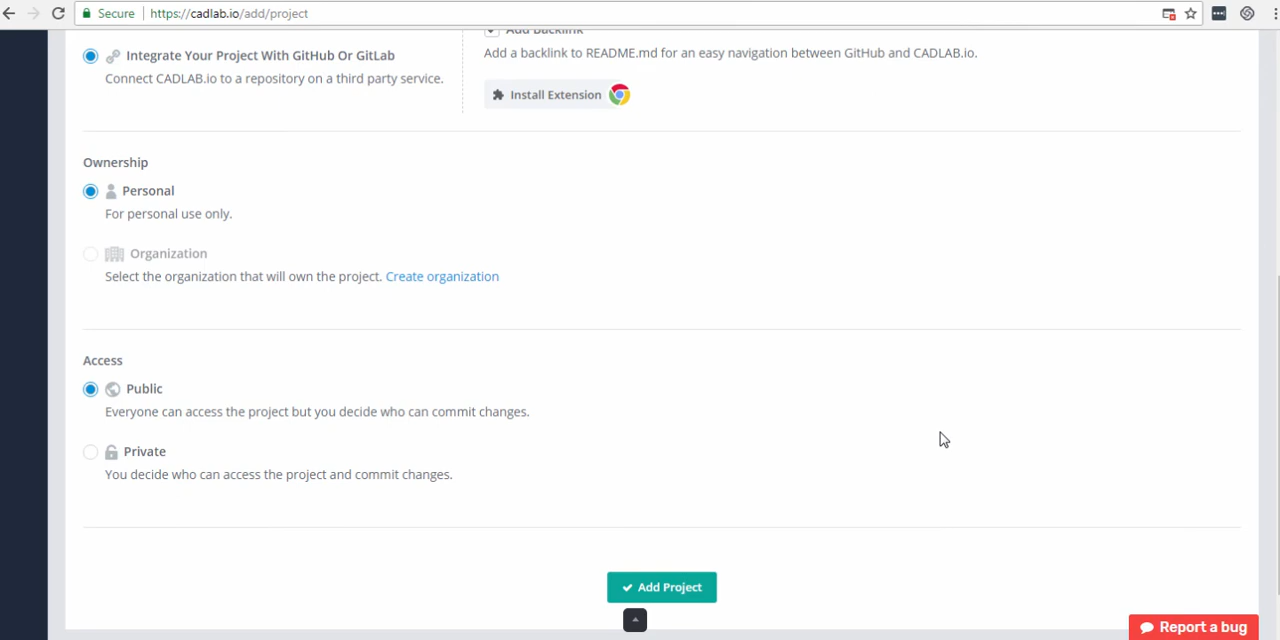 Secure https://cadlab.io/add/project
Add Backlink
Integrate Your Project With GitHub Or GitLab
Add a backlink to README.md for an easy navigation between GitHub and CADLAB.io.
Connect CADLAB.io to a repository on a third party service.
Install Extension
Ownership
Personal
For personal use only.
Organization
Select the organization that will own the project. Create organization
Access
Public
Everyone can access the project but you decide who can commit changes.
Private
You decide who can access the project and commit changes.
Add Project
Report a bug